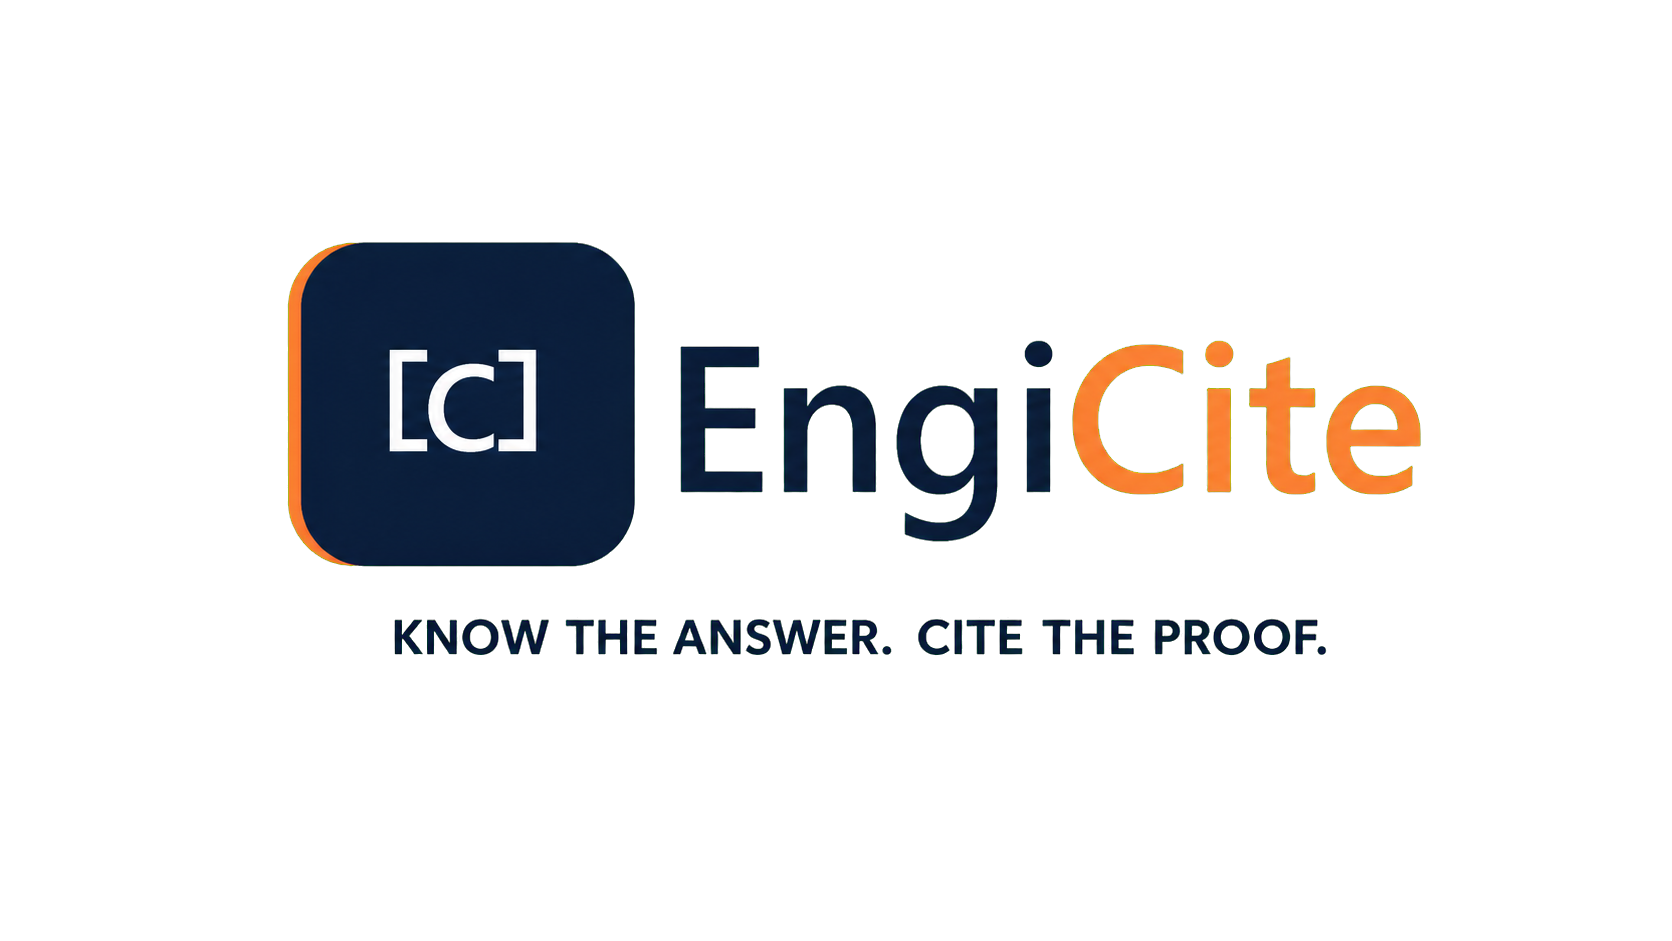 [C] EngiCite
KNOW THE ANSWER. CITE THE PROOF.